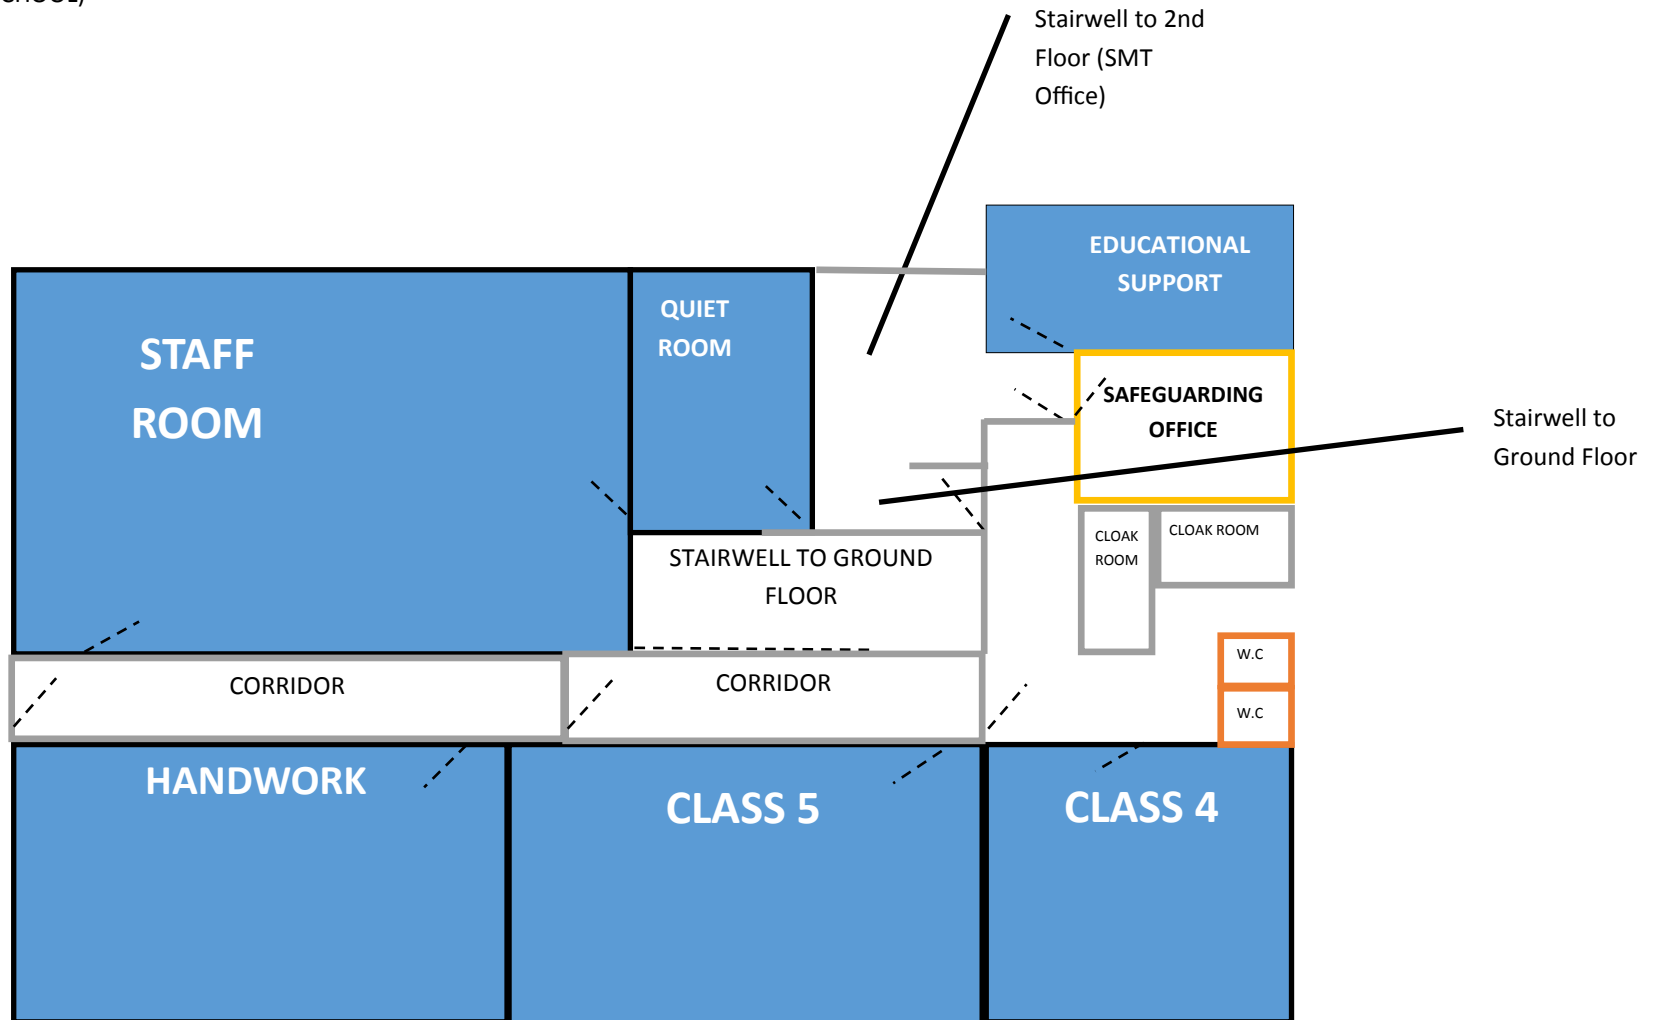 CHOOL)
Stairwell to 2nd
Floor (SMT
Office)
EDUCATIONAL
SUPPORT
QUIET
ROOM
STAFF
ROOM
SAFEGUARDING
OFFICE
Stairwell to
Ground Floor
CLOAK
ROOM
CLOAK ROOM
STAIRWELL TO GROUND
FLOOR
W.C
W.C
CORRIDOR
CORRIDOR
HANDWORK
CLASS 5
CLASS 4